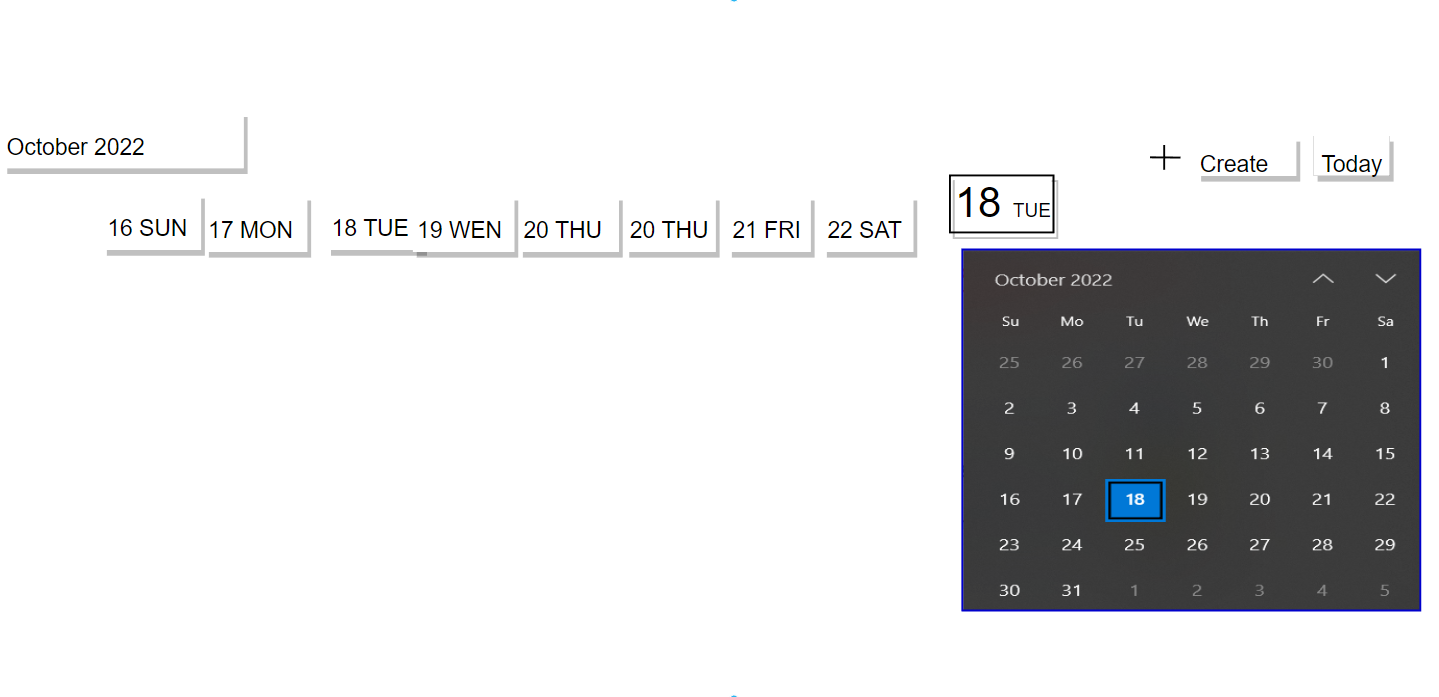 October 2022
+ Create Today
16 SUN 17 MON 18 TUE 19 WEN 20 THU 20 THU 21 FRI 22 SAT
18 TUE
October 2022
Su Mo Tu We Th Fr Sa
25 26 27 28 29 30 1
2 3 4 5 6 7 8
9 10 11 12 13 14 15
16 17 18 19 20 21 22
23 24 25 26 27 28 29
30 31 1 2 3 4 5